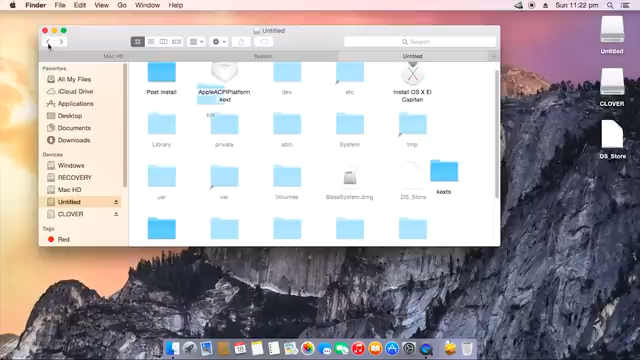 Finder File Edit View Go Window Help
Sun 11:22 pm
Untitled
Search
Mac HD System Untitled
Favorites
All My Files
iCloud Drive
Applications
Desktop
Documents
Downloads
Devices
Windows
RECOVERY
Mac HD
Untitled
CLOVER
Tags
Red
Post Install AppleACPIPlatform.kext dev etc Install OS X El Capitan
bin
Library private sbin System tmp
usr var Volumes BaseSystem.dmg .DS_Store kexts
Untitled
CLOVER
DS_Store